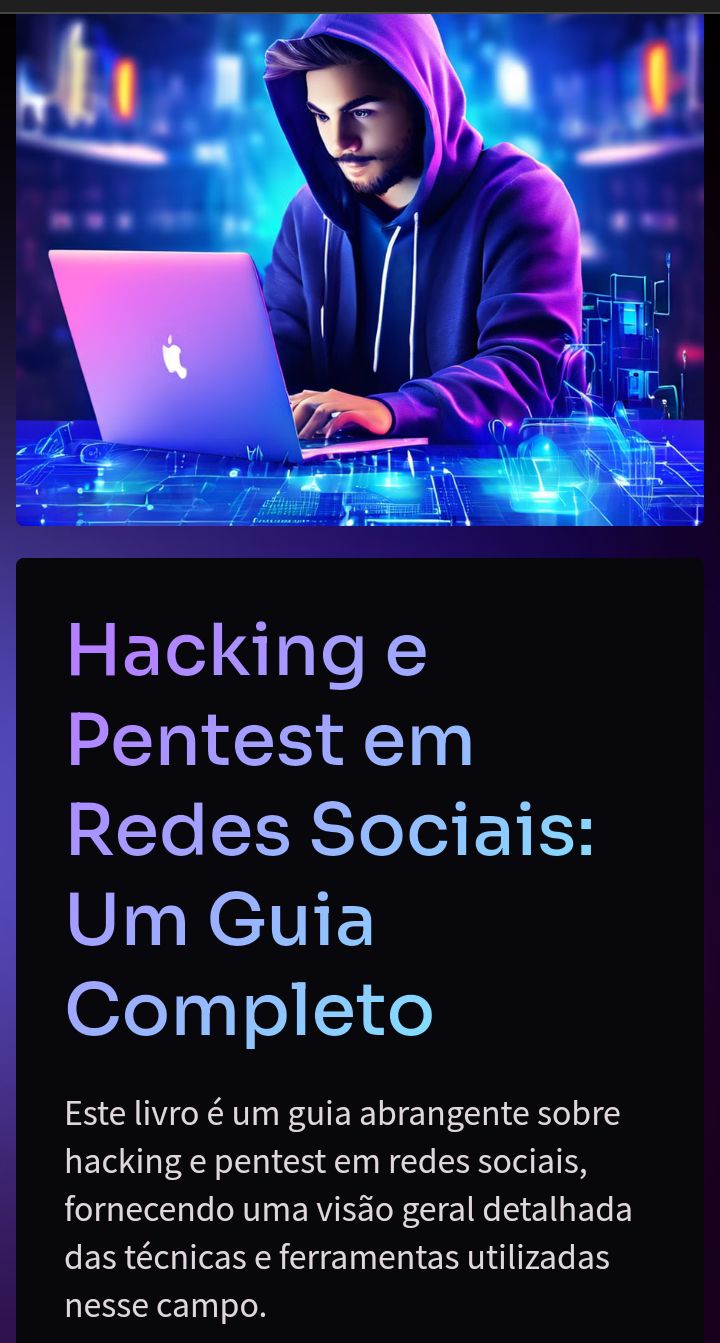 Hacking e
Pentest em
Redes Sociais:
Um Guia
Completo
Este livro é um guia abrangente sobre
hacking e pentest em redes sociais,
fornecendo uma visão geral detalhada
das técnicas e ferramentas utilizadas
nesse campo.